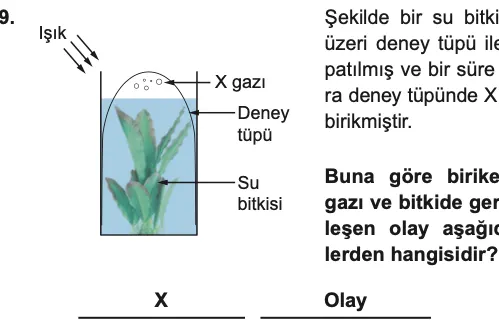 9.
Işık
X gazı
Deney
tüpü
Su
bitkisi
Şekilde bir su bitki
üzeri deney tüpü ile
patılmış ve bir süre
ra deney tüpünde X
birikmiştir.
Buna göre birike
gazı ve bitkide ger
leşen olay aşağıd
lerden hangisidir?
X Olay